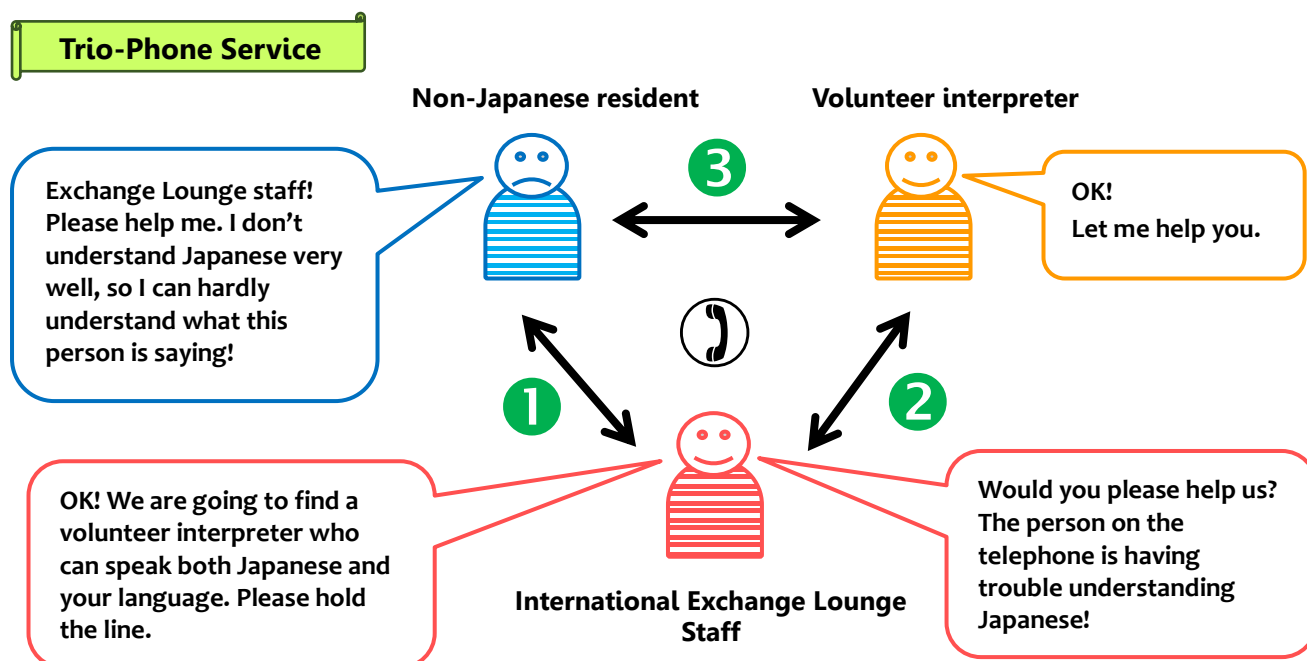 Trio-Phone Service
Non-Japanese resident
Volunteer interpreter
Exchange Lounge staff!
Please help me. I don’t
understand Japanese very
well, so I can hardly
understand what this
person is saying!
3
OK!
Let me help you.
1
2
OK! We are going to find a
volunteer interpreter who
can speak both Japanese and
your language. Please hold
the line.
International Exchange Lounge
Staff
Would you please help us?
The person on the
telephone is having
trouble understanding
Japanese!